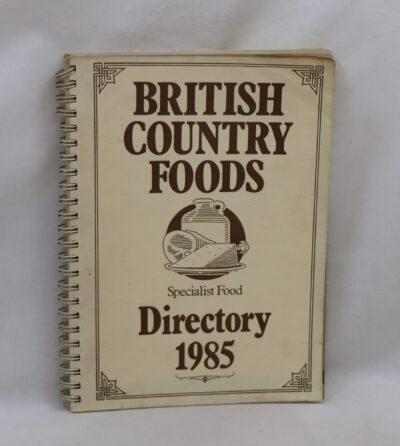 BRITISH
COUNTRY
FOODS
Specialist Food
Directory
1985